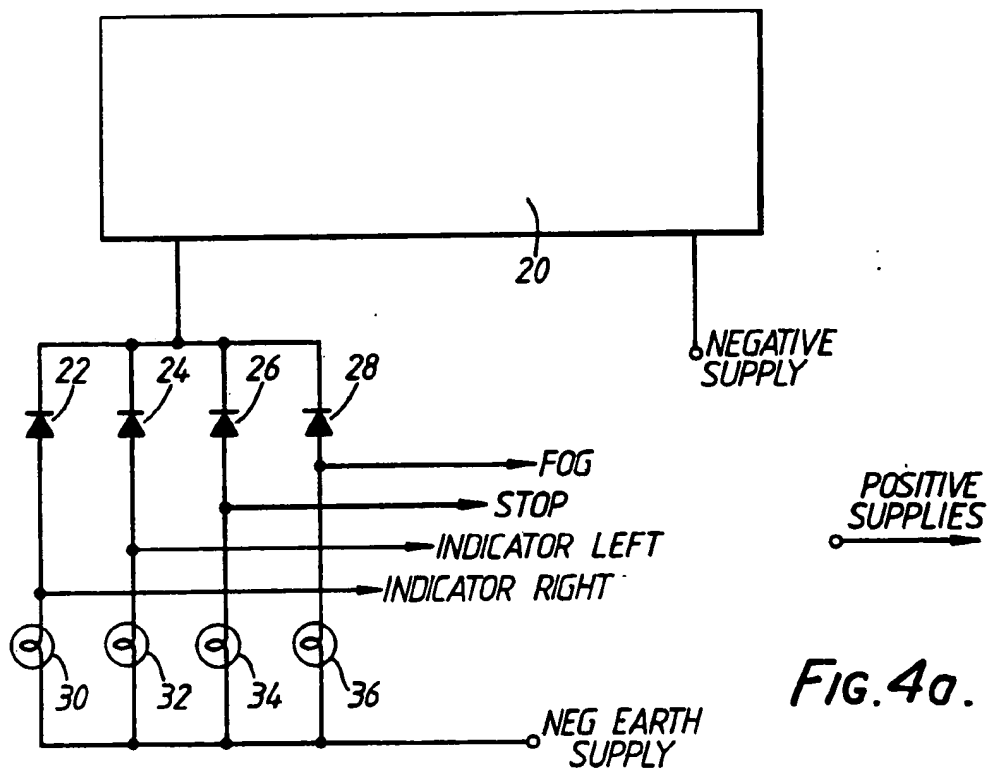 20
NEGATIVE
SUPPLY
22
24
26
28
FOG
STOP
INDICATOR LEFT
INDICATOR RIGHT
POSITIVE
SUPPLIES
30
32
34
36
NEG EARTH
SUPPLY
FIG. 4a.